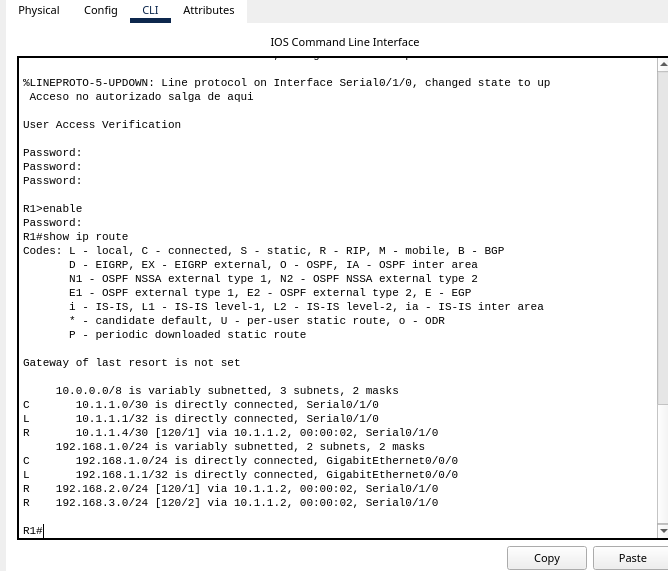 Physical Config CLI Attributes
IOS Command Line Interface
%LINEPROTO-5-UPDOWN: Line protocol on Interface Serial0/1/0, changed state to up
Acceso no autorizado salga de aqui
User Access Verification
Password:
Password:
Password:
R1>enable
Password:
R1#show ip route
Codes: L - local, C - connected, S - static, R - RIP, M - mobile, B - BGP
D - EIGRP, EX - EIGRP external, O - OSPF, IA - OSPF inter area
N1 - OSPF NSSA external type 1, N2 - OSPF NSSA external type 2
E1 - OSPF external type 1, E2 - OSPF external type 2, E - EGP
i - IS-IS, L1 - IS-IS level-1, L2 - IS-IS level-2, ia - IS-IS inter area
* - candidate default, U - per-user static route, o - ODR
P - periodic downloaded static route
Gateway of last resort is not set
10.0.0.0/8 is variably subnetted, 3 subnets, 2 masks
C 10.1.1.0/30 is directly connected, Serial0/1/0
L 10.1.1.1/32 is directly connected, Serial0/1/0
R 10.1.1.4/30 [120/1] via 10.1.1.2, 00:00:02, Serial0/1/0
192.168.1.0/24 is variably subnetted, 2 subnets, 2 masks
C 192.168.1.0/24 is directly connected, GigabitEthernet0/0/0
L 192.168.1.1/32 is directly connected, GigabitEthernet0/0/0
R 192.168.2.0/24 [120/1] via 10.1.1.2, 00:00:02, Serial0/1/0
R 192.168.3.0/24 [120/2] via 10.1.1.2, 00:00:02, Serial0/1/0
R1#
Copy Paste